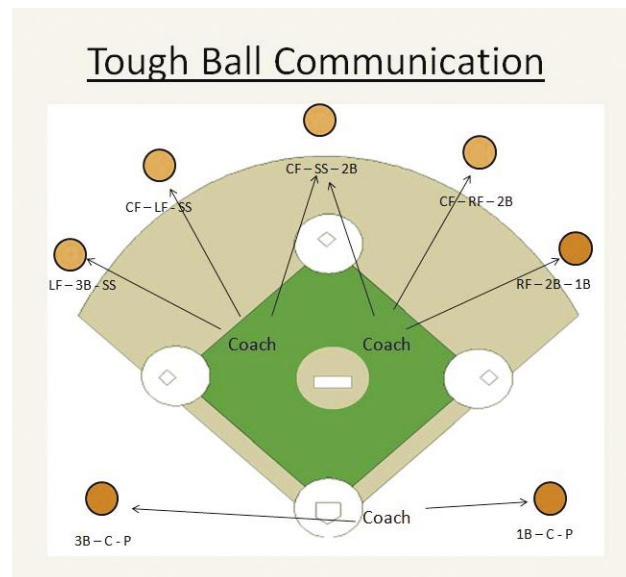 Tough Ball Communication
CF – SS – 2B
CF – LF - SS
CF – RF – 2B
LF – 3B - SS
RF – 2B – 1B
Coach
Coach
Coach
3B – C - P
1B – C - P